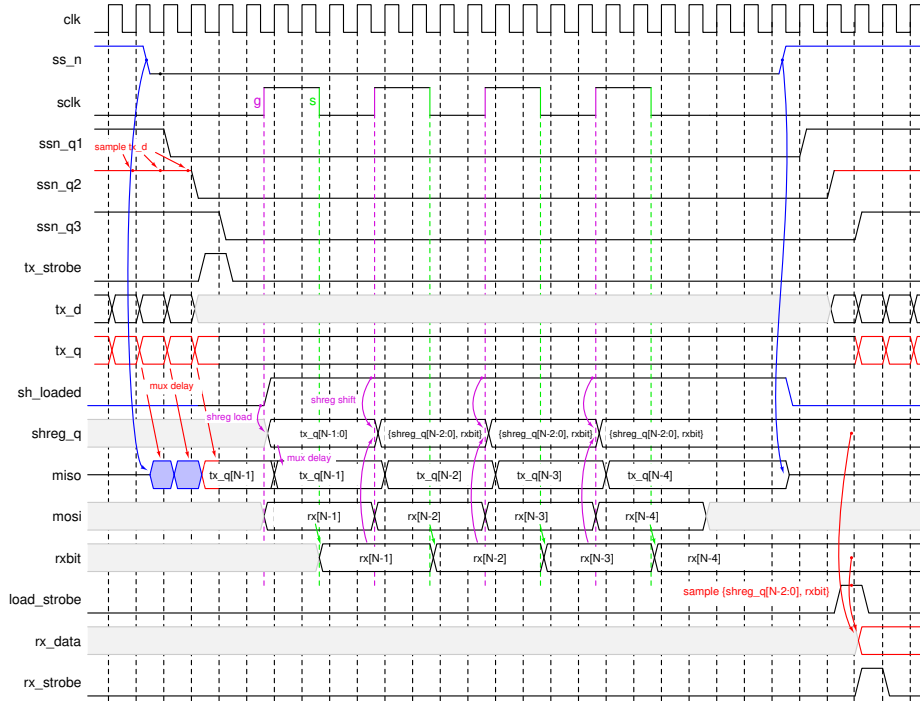 clk
ss_n
sclk
g
s
ssn_q1
sample tx_d
ssn_q2
ssn_q3
tx_strobe
tx_d
tx_q
mux delay
sh_loaded
shreg shift
shreg load
shreg_q
tx_q[N-1:0]
{shreg_q[N-2:0], rxbit}
{shreg_q[N-2:0], rxbit}
{shreg_q[N-2:0], rxbit}
mux delay
miso
tx_q[N-1]
tx_q[N-1]
tx_q[N-2]
tx_q[N-3]
tx_q[N-4]
mosi
rx[N-1]
rx[N-2]
rx[N-3]
rx[N-4]
rxbit
rx[N-1]
rx[N-2]
rx[N-3]
rx[N-4]
load_strobe
sample {shreg_q[N-2:0], rxbit}
rx_data
rx_strobe